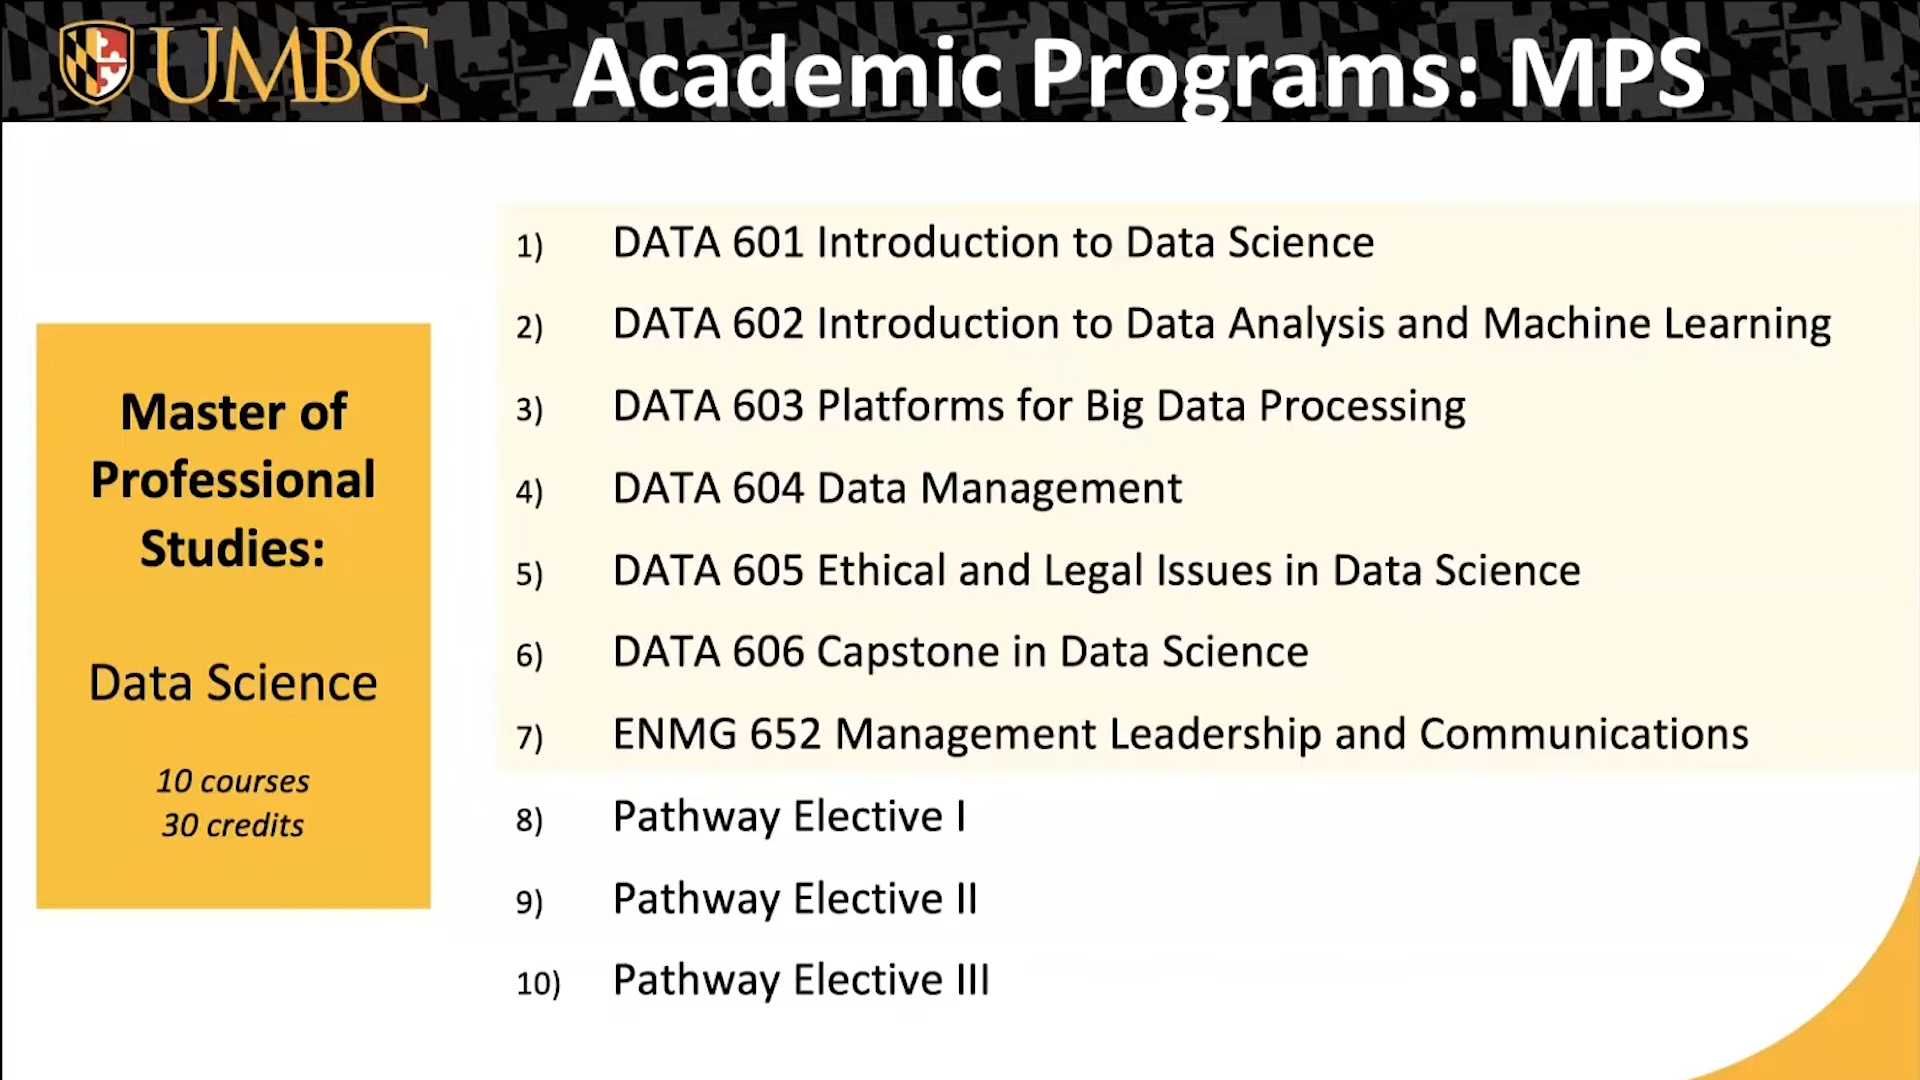 UMBC
Academic Programs: MPS
Master of
Professional
Studies:
Data Science
10 courses
30 credits
1) DATA 601 Introduction to Data Science
2) DATA 602 Introduction to Data Analysis and Machine Learning
3) DATA 603 Platforms for Big Data Processing
4) DATA 604 Data Management
5) DATA 605 Ethical and Legal Issues in Data Science
6) DATA 606 Capstone in Data Science
7) ENMG 652 Management Leadership and Communications
8) Pathway Elective I
9) Pathway Elective II
10) Pathway Elective III